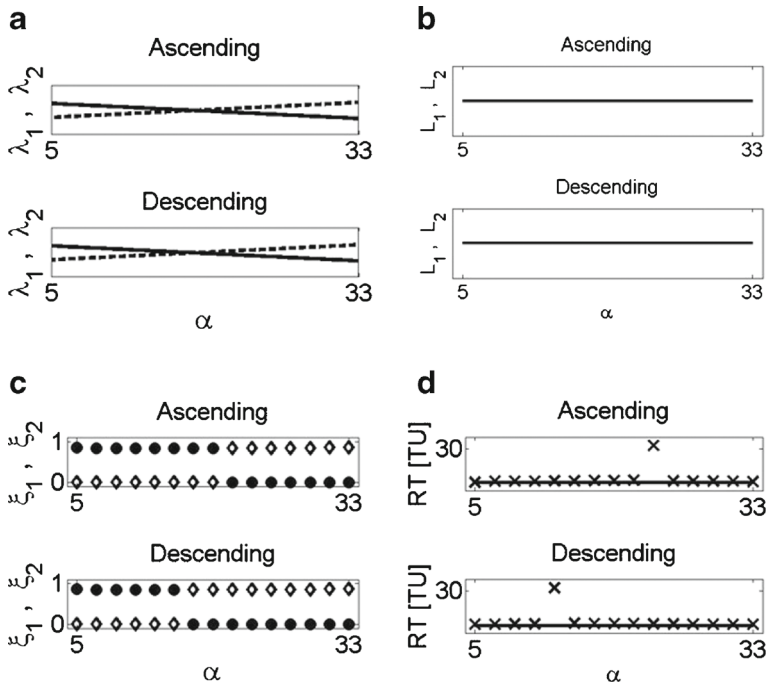 a
Ascending
λ1 , λ2
5 33
Descending
λ1 , λ2
5 33
α
b
Ascending
L1 , L2
5 33
Descending
L1 , L2
5 33
α
c
Ascending
ξ1 , ξ2
1
0
5 33
Descending
ξ1 , ξ2
1
0
5 33
α
d
Ascending
RT [TU]
30
5 33
Descending
RT [TU]
30
5 33
α